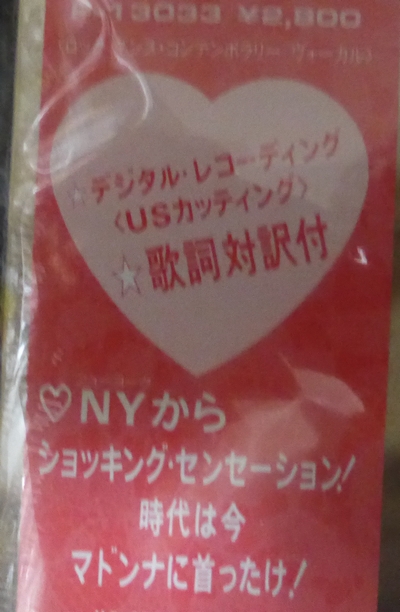 P-13033 ¥2,800
☆デジタル・レコーディング
〈USカッティング〉
☆歌詞対訳付
♡NYから
ショッキング・センセーション!
時代は今
マドンナに首ったけ!